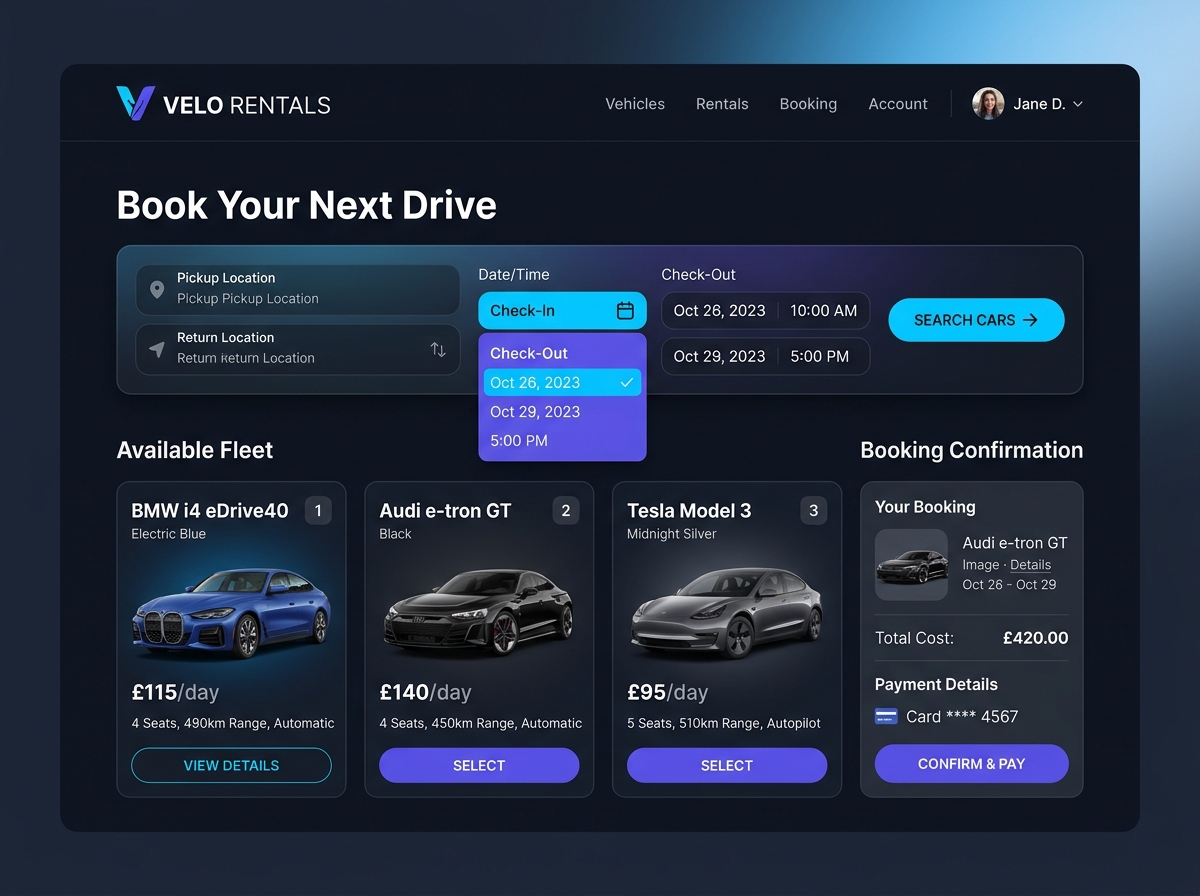 VELO RENTALS
Vehicles Rentals Booking Account Jane D.
Book Your Next Drive
Pickup Location
Pickup Pickup Location
Return Location
Return Return Location
Date/Time
Check-In
Check-Out
Oct 26, 2023
Oct 29, 2023
5:00 PM
Check-Out
Oct 26, 2023 10:00 AM
Oct 29, 2023 5:00 PM
SEARCH CARS →
Available Fleet
BMW i4 eDrive40 1
Electric Blue
£115/day
4 Seats, 490km Range, Automatic
VIEW DETAILS
Audi e-tron GT 2
Black
£140/day
4 Seats, 450km Range, Automatic
SELECT
Tesla Model 3 3
Midnight Silver
£95/day
5 Seats, 510km Range, Autopilot
SELECT
Booking Confirmation
Your Booking
Audi e-tron GT
Image · Details
Oct 26 - Oct 29
Total Cost: £420.00
Payment Details
Card **** 4567
CONFIRM & PAY